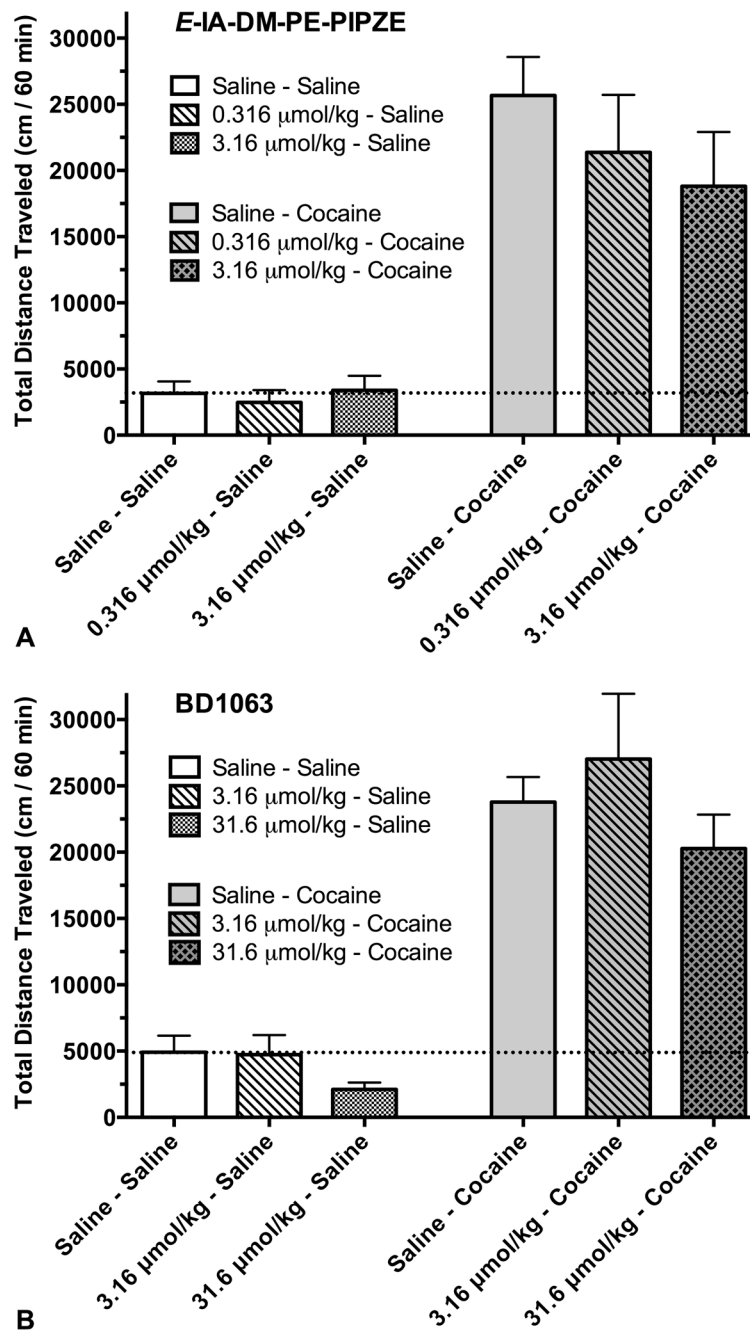 E-IA-DM-PE-PIPZE
Total Distance Traveled (cm / 60 min)
30000
25000
20000
15000
10000
5000
0
Saline - Saline
0.316 μmol/kg - Saline
3.16 μmol/kg - Saline
Saline - Cocaine
0.316 μmol/kg - Cocaine
3.16 μmol/kg - Cocaine
Saline - Saline
0.316 µmol/kg - Saline
3.16 µmol/kg - Saline
Saline - Cocaine
0.316 µmol/kg - Cocaine
3.16 µmol/kg - Cocaine
A
BD1063
Total Distance Traveled (cm / 60 min)
30000
25000
20000
15000
10000
5000
0
Saline - Saline
3.16 μmol/kg - Saline
31.6 μmol/kg - Saline
Saline - Cocaine
3.16 μmol/kg - Cocaine
31.6 μmol/kg - Cocaine
Saline - Saline
3.16 µmol/kg - Saline
31.6 µmol/kg - Saline
Saline - Cocaine
3.16 µmol/kg - Cocaine
31.6 µmol/kg - Cocaine
B